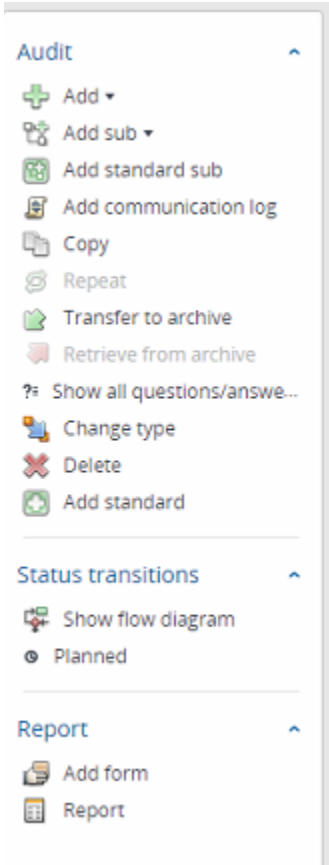 Audit
Add
Add sub
Add standard sub
Add communication log
Copy
Repeat
Transfer to archive
Retrieve from archive
?= Show all questions/answe...
Change type
Delete
Add standard
Status transitions
Show flow diagram
Planned
Report
Add form
Report